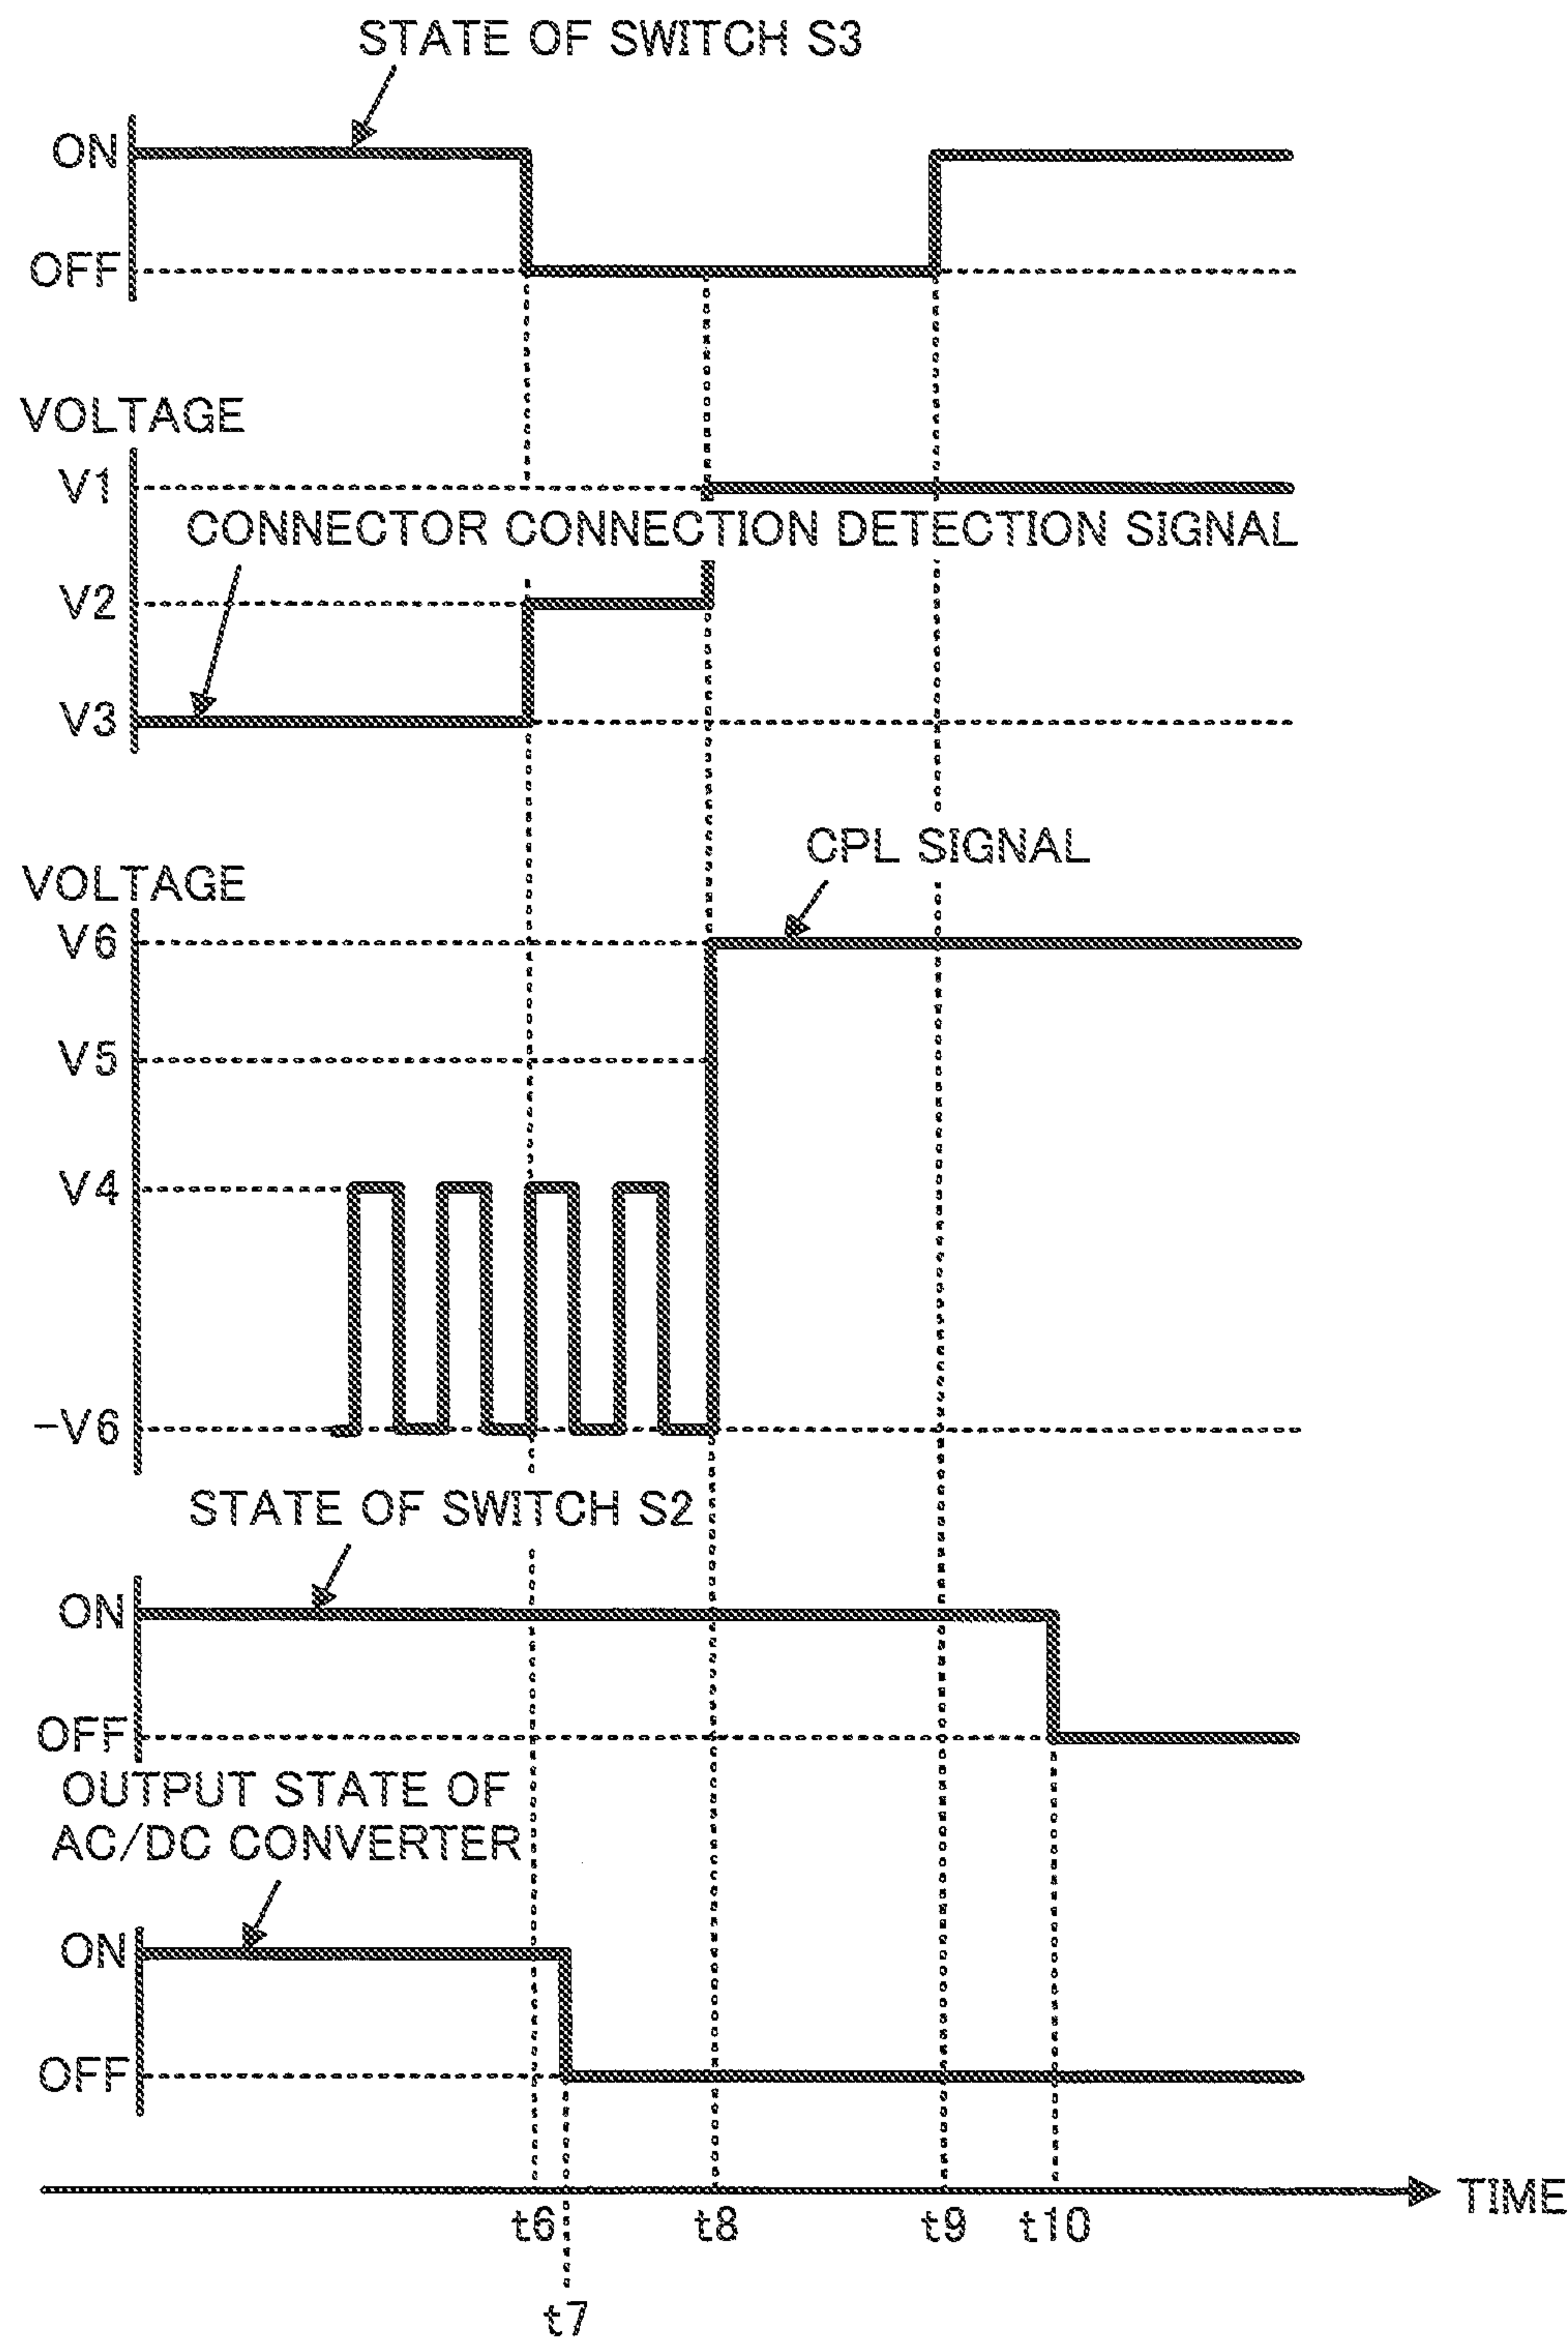 STATE OF SWITCH S3
ON
OFF
VOLTAGE
V1
CONNECTOR CONNECTION DETECTION SIGNAL
V2
V3
CPL SIGNAL
VOLTAGE
V6
V5
V4
-V6
STATE OF SWITCH S2
ON
OFF
OUTPUT STATE OF
AC/DC CONVERTER
ON
OFF
TIME
t6 t8 t9 t10
t7